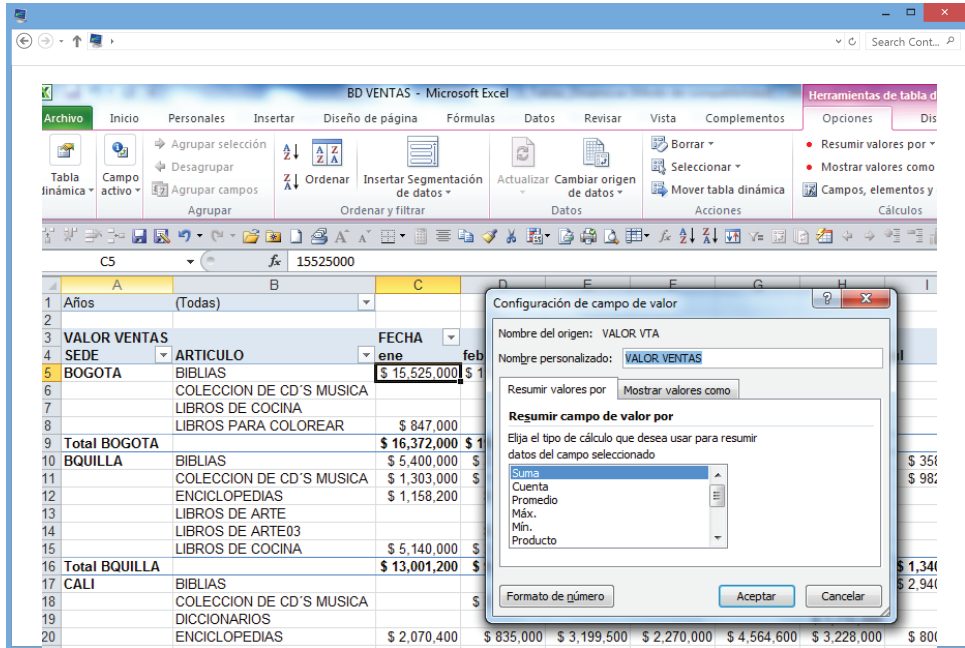 Search Cont...
BD VENTAS - Microsoft Excel
Herramientas de tabla d
Archivo Inicio Personales Insertar Diseño de página Fórmulas Datos Revisar Vista Complementos Opciones Dis
Agrupar selección
Desagrupar
Agrupar campos
Tabla
dinámica
Campo
activo
Agrupar
Ordenar
Insertar Segmentación
de datos
Ordenar y filtrar
Actualizar
Cambiar origen
de datos
Datos
Borrar
Seleccionar
Mover tabla dinámica
Acciones
Resumir valores por
Mostrar valores como
Campos, elementos y
Cálculos
C5 fx 15525000
A B C D E F G H I
1 Años (Todas)
2
3 VALOR VENTAS FECHA
4 SEDE ARTICULO ene feb ul
5 BOGOTA BIBLIAS $ 15,525,000 $ 1
6 COLECCION DE CD´S MUSICA
7 LIBROS DE COCINA
8 LIBROS PARA COLOREAR $ 847,000
9 Total BOGOTA $ 16,372,000 $ 1
10 BQUILLA BIBLIAS $ 5,400,000 $ $ 358
11 COLECCION DE CD´S MUSICA $ 1,303,000 $ $ 982
12 ENCICLOPEDIAS $ 1,158,200
13 LIBROS DE ARTE
14 LIBROS DE ARTE03
15 LIBROS DE COCINA $ 5,140,000 $
16 Total BQUILLA $ 13,001,200 $ $ 1,340
17 CALI BIBLIAS $ 2,940
18 COLECCION DE CD´S MUSICA $
19 DICCIONARIOS
20 ENCICLOPEDIAS $ 2,070,400 $ 835,000 $ 3,199,500 $ 2,270,000 $ 4,564,600 $ 3,228,000 $ 800
Configuración de campo de valor
Nombre del origen: VALOR VTA
Nombre personalizado: VALOR VENTAS
Resumir valores por Mostrar valores como
Resumir campo de valor por
Elija el tipo de cálculo que desea usar para resumir
datos del campo seleccionado
Suma
Cuenta
Promedio
Máx.
Mín.
Producto
Formato de número Aceptar Cancelar